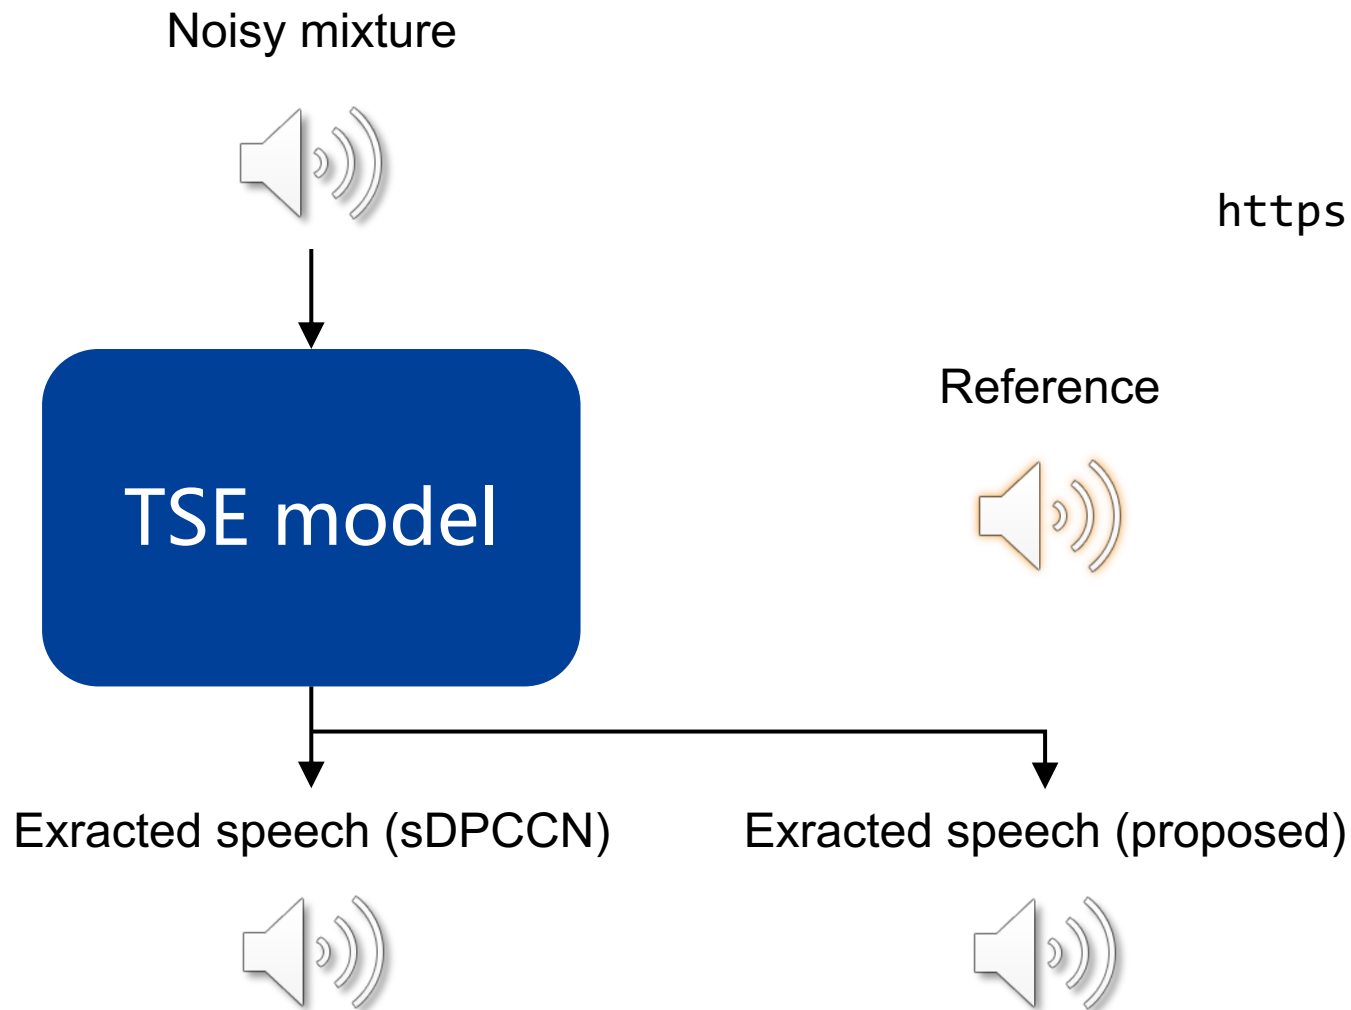 Noisy mixture
https
Reference
TSE model
Exracted speech (sDPCCN)
Exracted speech (proposed)